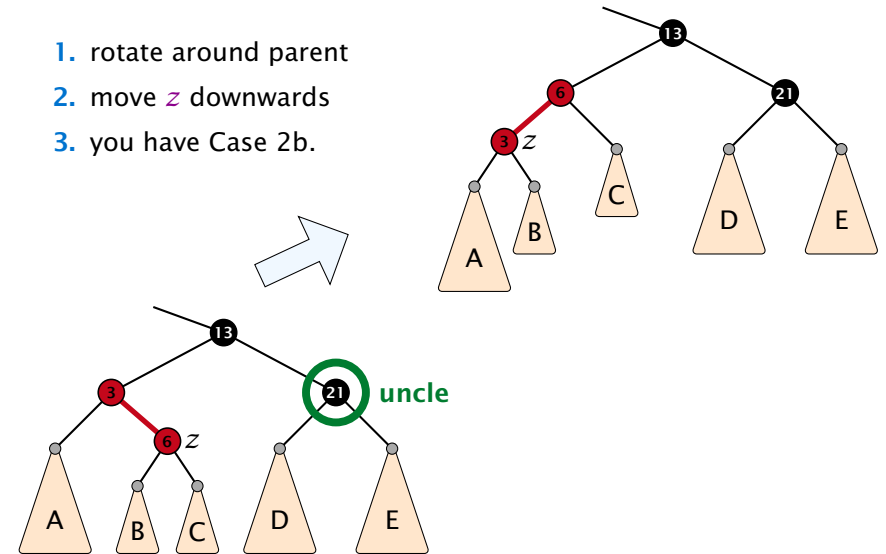 1. rotate around parent
2. move z downwards
3. you have Case 2b.
13
6
21
3 z
A
B
C
D
E
13
3
21 uncle
6 z
A
B
C
D
E